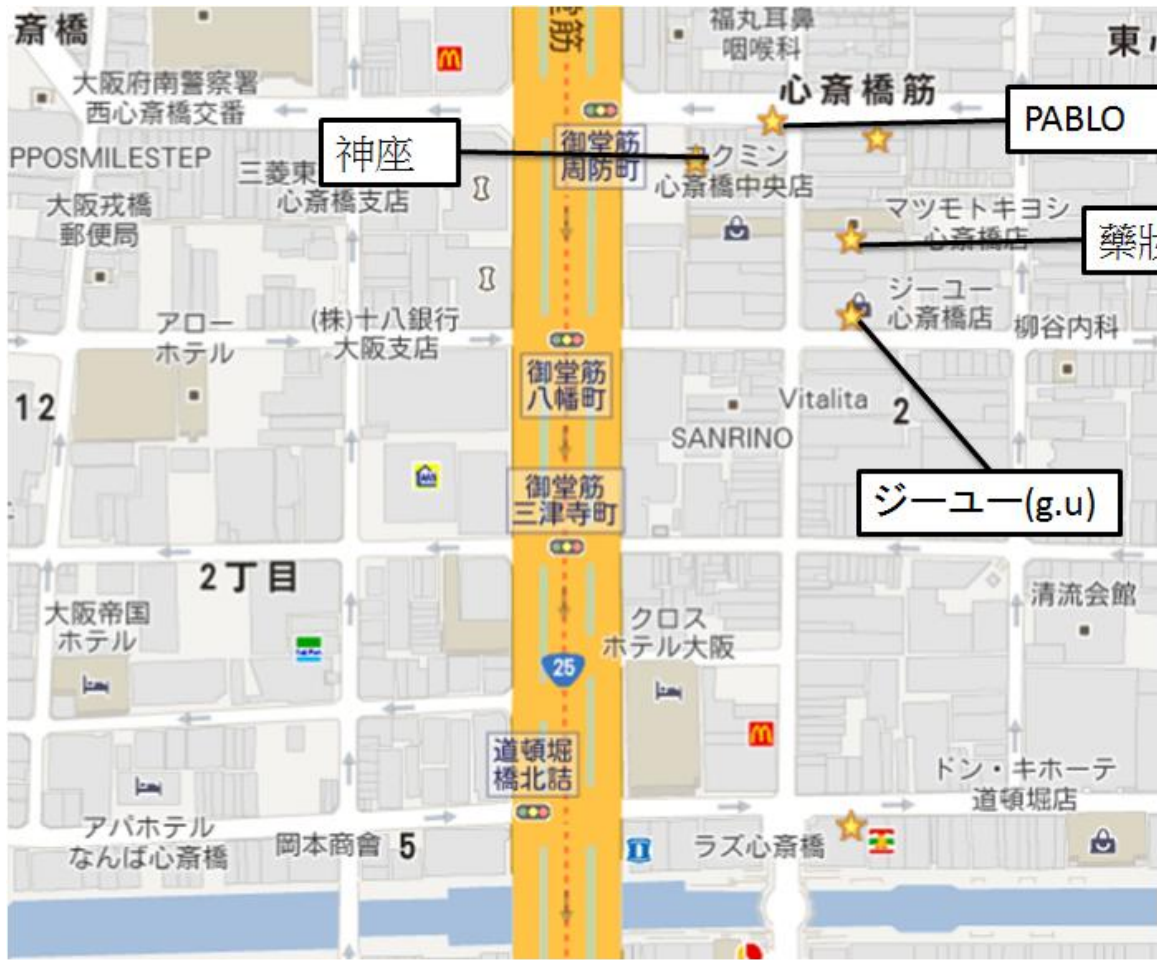 斎橋
福丸耳鼻
咽喉科
大阪府南警察署
西心斎橋交番
心斎橋筋
PABLO
神座
御堂筋
周防町
クミン
心斎橋中央店
PPOSMILESTEP
心斎橋支店
マツモトキヨシ
心斎橋店
大阪戎橋
郵便局
ジーユー
心斎橋店
アロー
ホテル
(株)十八銀行
大阪支店
柳谷内科
御堂筋
八幡町
12
Vitalita
2
SANRINO
御堂筋
三津寺町
ジーユー(g.u)
2丁目
大阪帝国
ホテル
クロス
ホテル大阪
清流会館
25
道頓堀
橋北詰
ドン・キホーテ
道頓堀店
アパホテル
なんば心斎橋
岡本商會
5
ラズ心斎橋